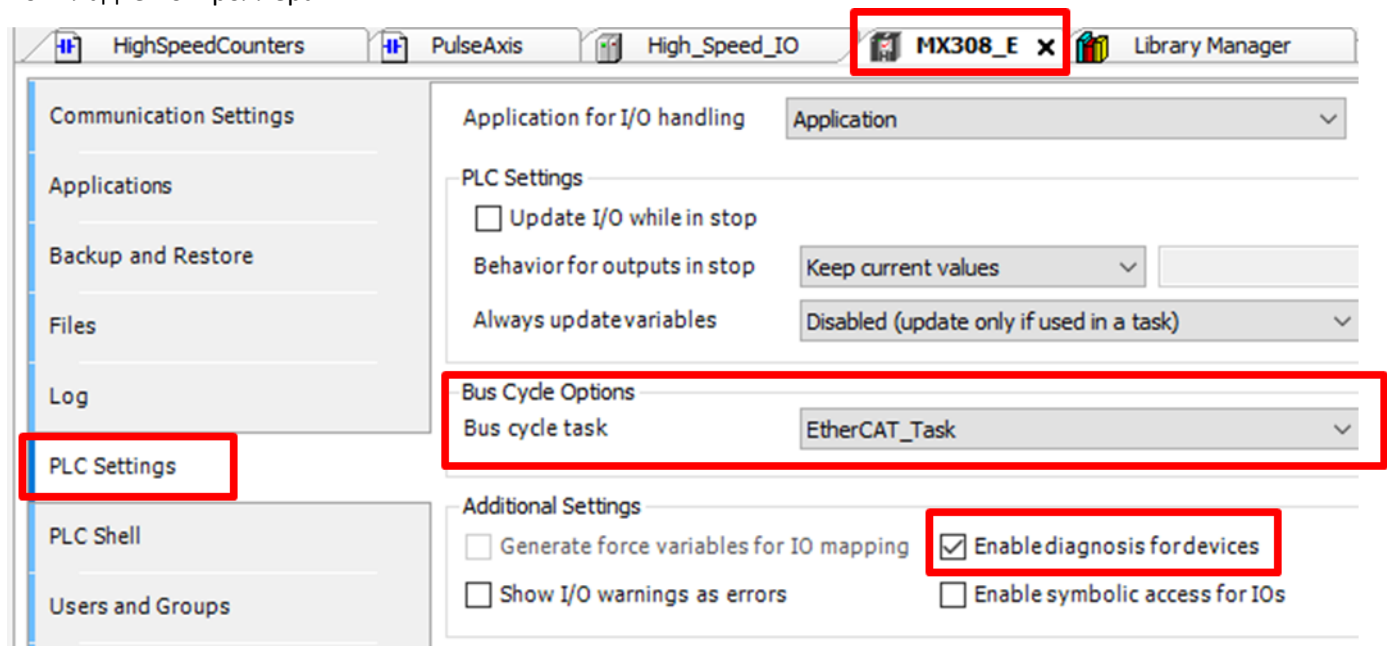 HighSpeedCounters PulseAxis High_Speed_IO MX308_E x Library Manager
Communication Settings
Applications
Backup and Restore
Files
Log
PLC Settings
PLC Shell
Users and Groups
Application for I/O handling Application
PLC Settings
Update I/O while in stop
Behavior for outputs in stop Keep current values
Always update variables Disabled (update only if used in a task)
Bus Cycle Options
Bus cycle task EtherCAT_Task
Additional Settings
Generate force variables for IO mapping Enable diagnosis for devices
Show I/O warnings as errors Enable symbolic access for IOs